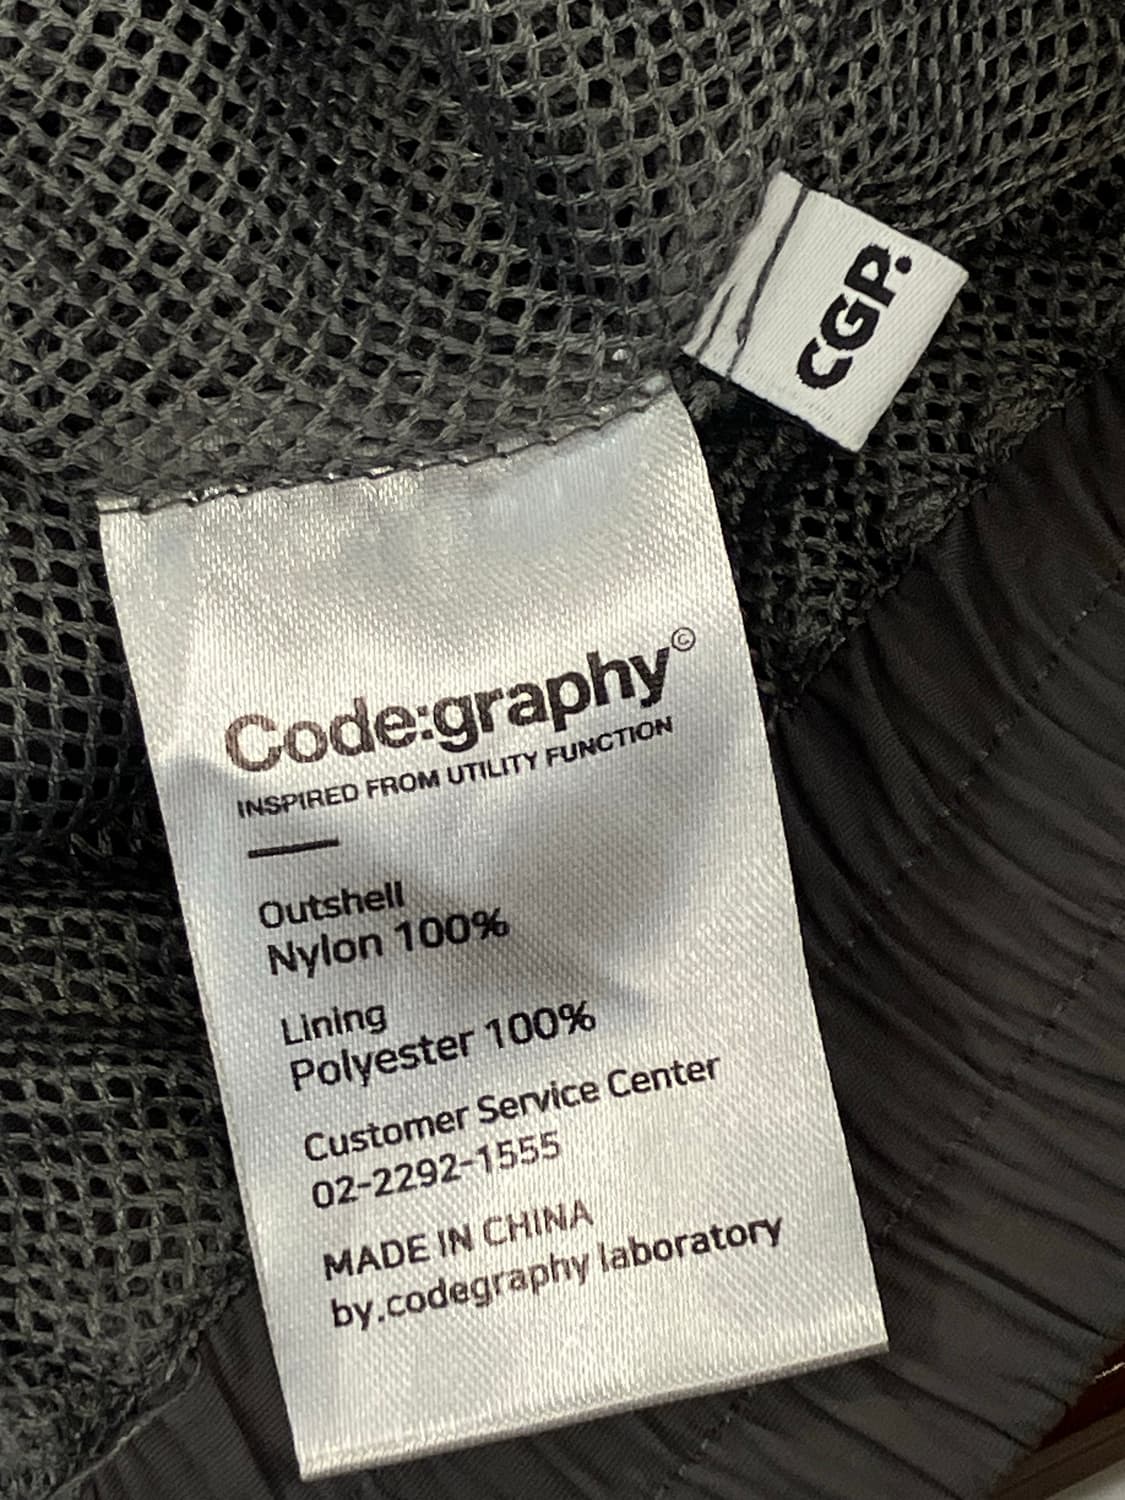 CGP.
Code:graphy©
INSPIRED FROM UTILITY FUNCTION
Outshell
Nylon 100%
Lining
Polyester 100%
Customer Service Center
02-2292-1555
MADE IN CHINA
by.codegraphy laboratory